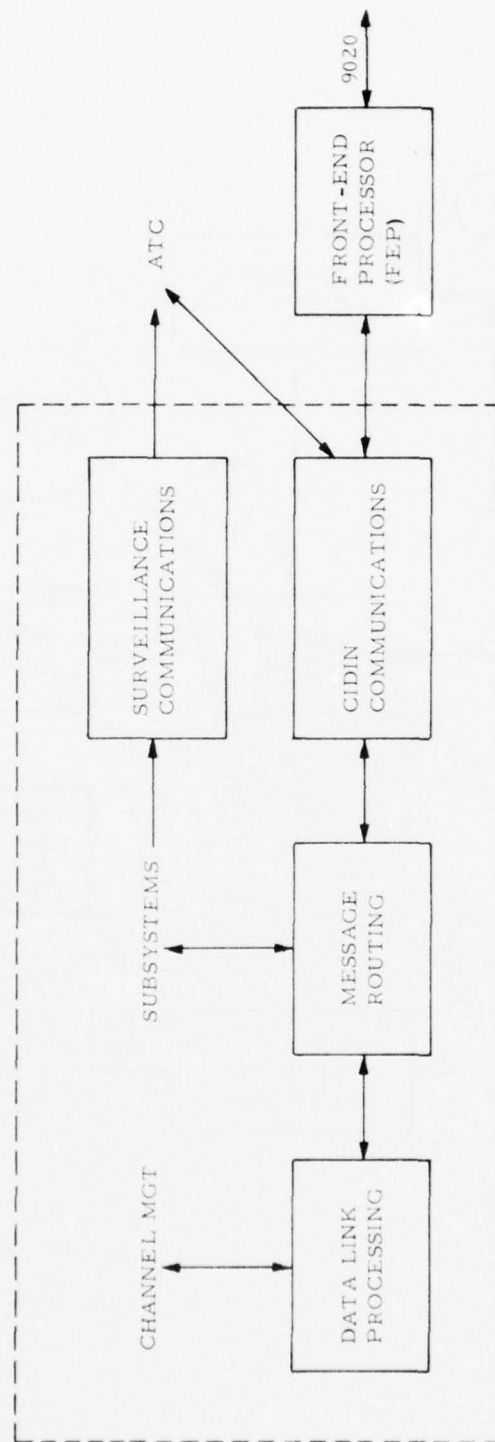 CHANNEL MGT
SUBSYSTEMS
SURVEILLANCE
COMMUNICATIONS
ATC
DATA LINK
PROCESSING
MESSAGE
ROUTING
CIDIN
COMMUNICATIONS
FRONT-END
PROCESSOR
(FEP)
9020